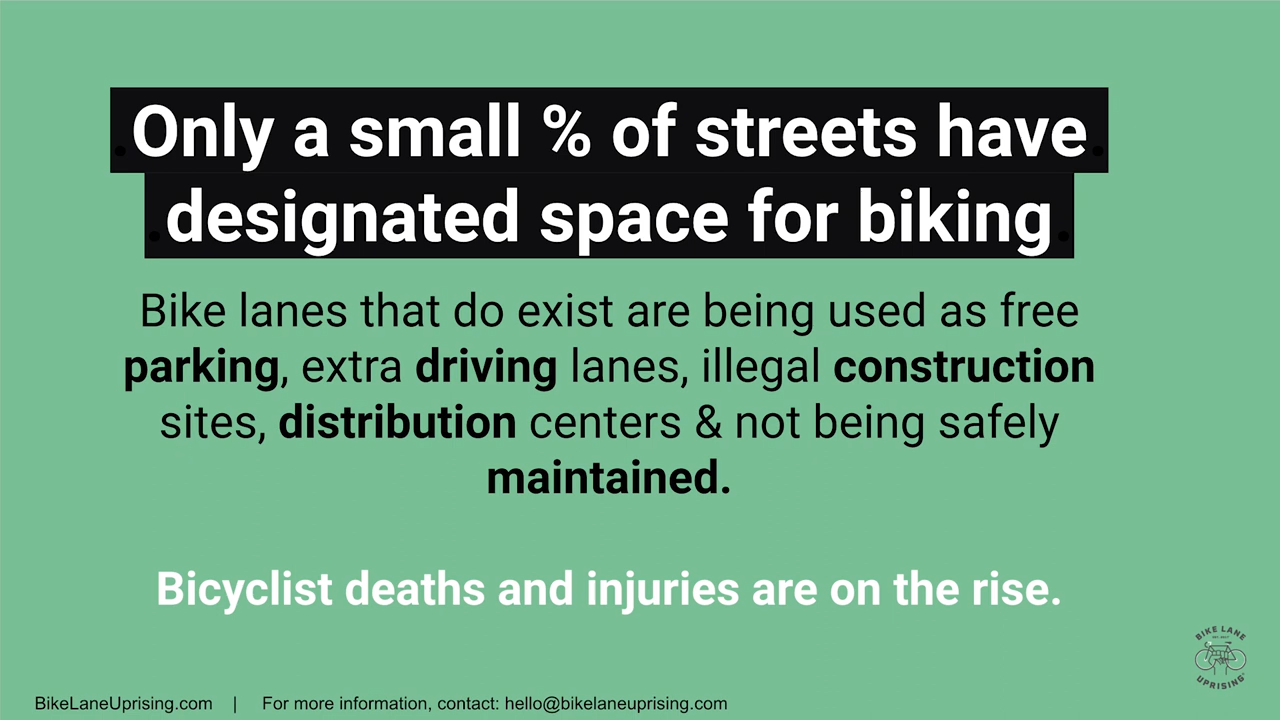 Only a small % of streets have
designated space for biking
Bike lanes that do exist are being used as free
parking, extra driving lanes, illegal construction
sites, distribution centers & not being safely
maintained.
Bicyclist deaths and injuries are on the rise.
BIKE LANE
UPRISING
BikeLaneUprising.com | For more information, contact: hello@bikelaneuprising.com